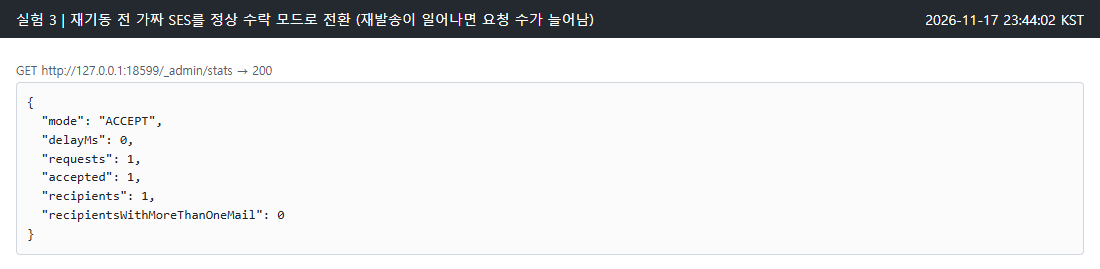 실험 3 | 재기동 전 가짜 SES를 정상 수락 모드로 전환 (재발송이 일어나면 요청 수가 늘어남)
2026-11-17 23:44:02 KST
GET http://127.0.0.1:18599/_admin/stats → 200
{
  "mode": "ACCEPT",
  "delayMs": 0,
  "requests": 1,
  "accepted": 1,
  "recipients": 1,
  "recipientsWithMoreThanOneMail": 0
}